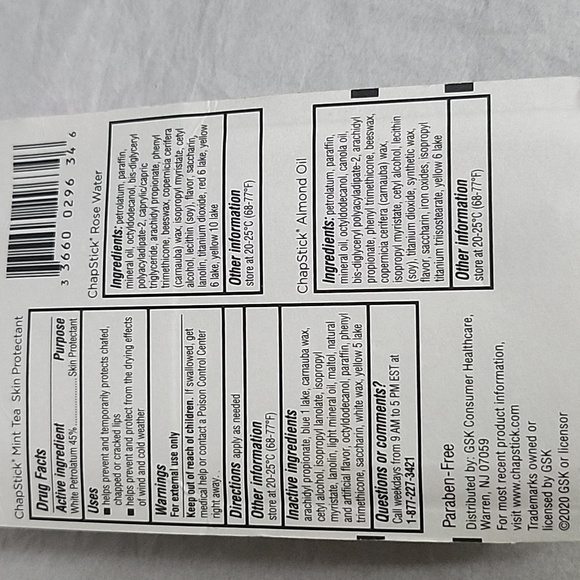 ChapStick® Mint Tea Skin Protectant
Drug Facts
Active ingredient Purpose
White Petrolatum 45%.................. Skin Protectant
Uses
■ helps prevent and temporarily protects chafed,
chapped or cracked lips
■ helps prevent and protect from the drying effects
of wind and cold weather
Warnings
For external use only
Keep out of reach of children. If swallowed, get
medical help or contact a Poison Control Center
right away.
Directions apply as needed
Other information
store at 20-25°C (68-77°F)
Inactive ingredients
arachidyl propionate, blue 1 lake, carnauba wax,
cetyl alcohol, isopropyl lanolate, isopropyl
myristate, lanolin, light mineral oil, maltol, natural
and artificial flavor, octyldodecanol, paraffin, phenyl
trimethicone, saccharin, white wax, yellow 5 lake
Questions or comments?
Call weekdays from 9 AM to 5 PM EST at
1-877-227-3421
Paraben-Free
Distributed by: GSK Consumer Healthcare,
Warren, NJ 07059
For most recent product information,
visit www.chapstick.com
Trademarks owned or
licensed by GSK
©2020 GSK or licensor
3 3660 0296 34 6
ChapStick® Rose Water
Ingredients: petrolatum, paraffin,
mineral oil, octyldodecanol, bis-diglyceryl
polyacyladipate-2, caprylic/capric
triglyceride, arachidyl propionate, phenyl
trimethicone, beeswax, copernicia cerifera
(carnauba) wax, isopropyl myristate, cetyl
alcohol, lecithin (soy), flavor, saccharin,
lanolin, titanium dioxide, red 6 lake, yellow
6 lake, yellow 10 lake
Other information
store at 20-25°C (68-77°F)
ChapStick® Almond Oil
Ingredients: petrolatum, paraffin,
mineral oil, octyldodecanol, canola oil,
bis-diglyceryl polyacyladipate-2, arachidyl
propionate, phenyl trimethicone, beeswax,
copernicia cerifera (carnauba) wax,
isopropyl myristate, cetyl alcohol, lecithin
(soy), titanium dioxide, synthetic wax,
flavor, saccharin, iron oxides, isopropyl
titanium triisostearate, yellow 6 lake
Other information
store at 20-25°C (68-77°F)